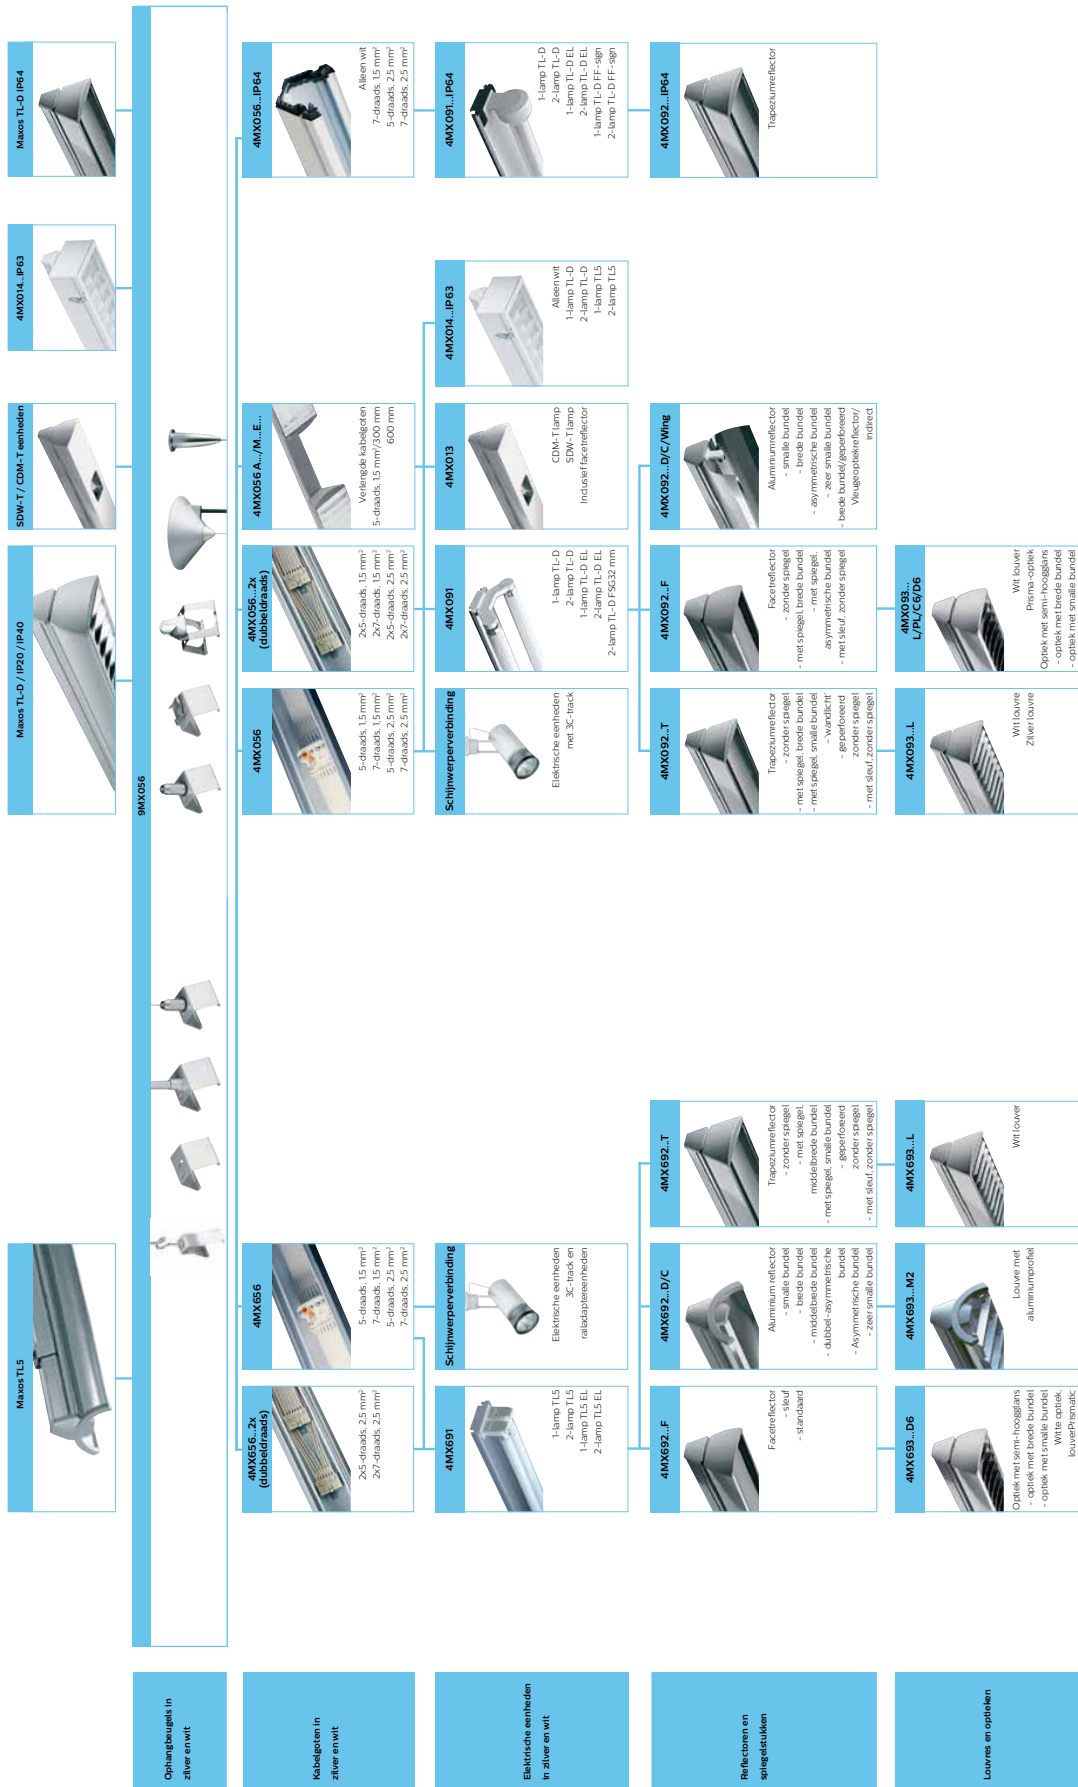 Maxos TL5
Maxos TL-D / IP20 / IP40
SDW-T / CDM-T eenheden
4MX014...IP63
Maxos TL-D IP64
Ophangbeugels in
zilver en wit
9MX056
Kabelgoten in
zilver en wit
4MX656...2x
(dubbeldraads)
2x5-draads, 2,5 mm²
2x7-draads, 2,5 mm²
4MX656
5-draads, 1,5 mm²
7-draads, 1,5 mm²
5-draads, 2,5 mm²
7-draads, 2,5 mm²
4MX056
5-draads, 1,5 mm²
7-draads, 1,5 mm²
5-draads, 2,5 mm²
7-draads, 2,5 mm²
4MX056...2x
(dubbeldraads)
2x5-draads, 1,5 mm²
2x7-draads, 1,5 mm²
2x5-draads, 2,5 mm²
2x7-draads, 2,5 mm²
4MX056 A.../M...E...
Verlengde kabelgoten
5-draads, 1,5 mm²/300 mm
600 mm
4MX056...IP64
Alleen wit
7-draads, 1,5 mm²
5-draads, 2,5 mm²
7-draads, 2,5 mm²
Elektrische eenheden
in zilver en wit
4MX691
1-lamp TL5
2-lamp TL5
1-lamp TL5 EL
2-lamp TL5 EL
Schijnwerperverbinding
Elektrische eenheden
3C-track en
railadaptereenheden
Schijnwerperverbinding
Elektrische eenheden
met 3C-track
4MX091
1-lamp TL-D
2-lamp TL-D
1-lamp TL-D EL
2-lamp TL-D EL
2-lamp TL-D FSG32 mm
4MX013
CDM-T lamp
SDW-T lamp
Inclusief facetreflector
4MX014...IP63
Alleen wit
1-lamp TL-D
2-lamp TL-D
1-lamp TL5
2-lamp TL5
4MX091...IP64
1-lamp TL-D
2-lamp TL-D
1-lamp TL-D EL
2-lamp TL-D EL
1-lamp TL-D FF-sign
2-lamp TL-D FF-sign
Reflectoren en
spiegelstukken
4MX692...F
Facetreflector
- sleuf
- standaard
4MX692...D/C
Aluminium reflector
- smalle bundel
- brede bundel
- middelbrede bundel
- dubbel-asymmetrische
bundel
- Asymmetrische bundel
- zeer smalle bundel
4MX692...T
Trapeziumreflector
- zonder spiegel
- met spiegel,
middelbrede bundel
- met spiegel, smalle bundel
- geperforeerd
zonder spiegel
- met sleuf, zonder spiegel
4MX092...T
Trapeziumreflector
- zonder spiegel
- met spiegel, brede bundel
- met spiegel, smalle bundel
- wandlicht
- geperforeerd
zonder spiegel
- met sleuf, zonder spiegel
4MX092...F
Facetreflector
- zonder spiegel
- met spiegel, brede bundel
- met spiegel,
asymmetrische bundel
- met sleuf, zonder spiegel
4MX092...D/C/Wing
Aluminiumreflector
- smalle bundel
- brede bundel
- asymmetrische bundel
- zeer smalle bundel
- brede bundel/geperforeerd
Vleugeoptiekreflector/
indirect
4MX092...IP64
Trapeziumreflector
Louvres en optieken
4MX693...D6
Optiek met semi-hoogglans
- optiek met brede bundel
- optiek met smalle bundel
Witte optiek,
louverPrismatic
4MX693...M2
Louvre met
aluminiumprofiel
4MX693...L
Wit louver
4MX093...L
Wit louvre
Zilver louvre
4MX093...
L/PL/C6/D6
Wit louver
Prisma-optiek
Optiek met semi-hoogglans
- optiek met brede bundel
- optiek met smalle bundel